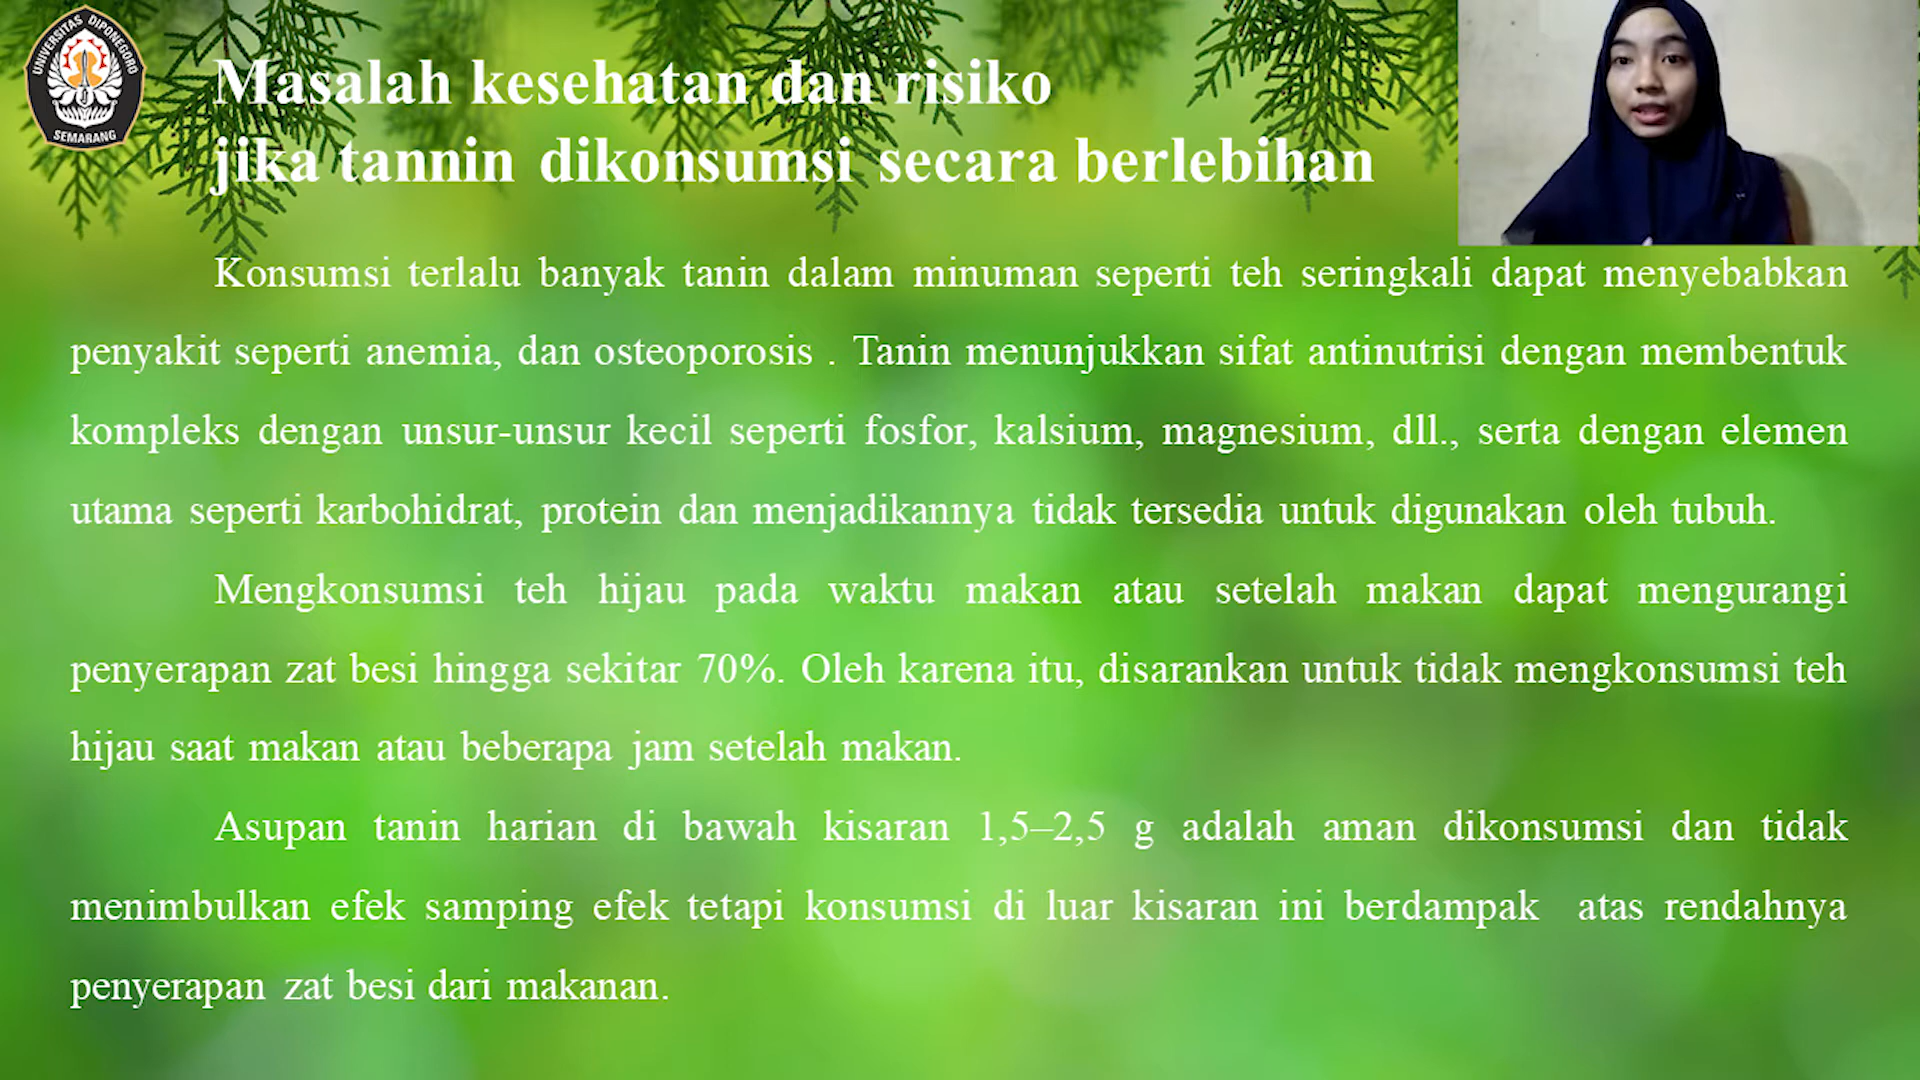 UNIVERSITAS DIPONEGORO
SEMARANG
Masalah kesehatan dan risiko
jika tannin dikonsumsi secara berlebihan
Konsumsi terlalu banyak tanin dalam minuman seperti teh seringkali dapat menyebabkan
penyakit seperti anemia, dan osteoporosis . Tanin menunjukkan sifat antinutrisi dengan membentuk
kompleks dengan unsur-unsur kecil seperti fosfor, kalsium, magnesium, dll., serta dengan elemen
utama seperti karbohidrat, protein dan menjadikannya tidak tersedia untuk digunakan oleh tubuh.
Mengkonsumsi teh hijau pada waktu makan atau setelah makan dapat mengurangi
penyerapan zat besi hingga sekitar 70%. Oleh karena itu, disarankan untuk tidak mengkonsumsi teh
hijau saat makan atau beberapa jam setelah makan.
Asupan tanin harian di bawah kisaran 1,5–2,5 g adalah aman dikonsumsi dan tidak
menimbulkan efek samping efek tetapi konsumsi di luar kisaran ini berdampak atas rendahnya
penyerapan zat besi dari makanan.